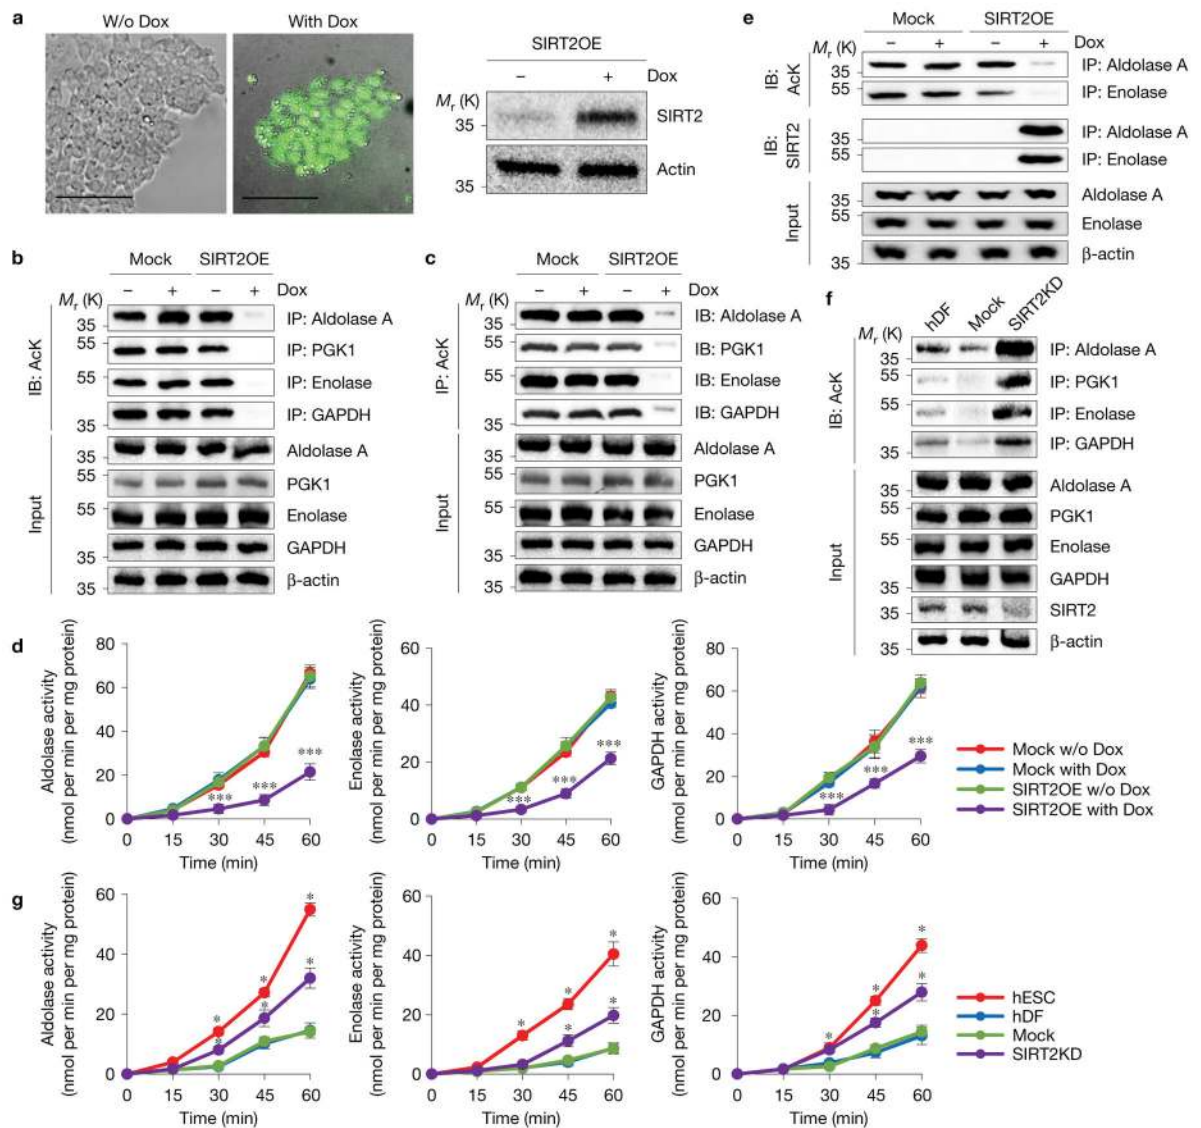 a
W/o Dox
With Dox
SIRT2OE
– + Dox
Mr (K)
35
SIRT2
35
Actin
b
Mock SIRT2OE
– + – + Dox
Mr (K)
IB: AcK
35 IP: Aldolase A
35 IP: PGK1
55 IP: Enolase
35 IP: GAPDH
Input
35 Aldolase A
55 PGK1
55 Enolase
35 GAPDH
35 β-actin
c
Mock SIRT2OE
– + – + Dox
Mr (K)
IP: AcK
35 IB: Aldolase A
35 IB: PGK1
55 IB: Enolase
35 IB: GAPDH
Input
35 Aldolase A
55 PGK1
55 Enolase
35 GAPDH
35 β-actin
e
Mock SIRT2OE
– + – + Dox
Mr (K)
IB:
AcK
35 IP: Aldolase A
55 IP: Enolase
IB:
SIRT2
35 IP: Aldolase A
55 IP: Enolase
Input
35 Aldolase A
55 Enolase
35 β-actin
f
hDF Mock SIRT2KD
Mr (K)
IB: AcK
35 IP: Aldolase A
55 IP: PGK1
55 IP: Enolase
35 IP: GAPDH
Input
35 Aldolase A
35 PGK1
55 Enolase
35 GAPDH
35 SIRT2
35 β-actin
d
Aldolase activity
(nmol per min per mg protein)
80
60
40
20
0
0 15 30 45 60
Time (min)
*** *** ***
Enolase activity
(nmol per min per mg protein)
60
40
20
0
0 15 30 45 60
Time (min)
*** *** ***
GAPDH activity
(nmol per min per mg protein)
80
60
40
20
0
0 15 30 45 60
Time (min)
*** *** ***
Mock w/o Dox
Mock with Dox
SIRT2OE w/o Dox
SIRT2OE with Dox
g
Aldolase activity
(nmol per min per mg protein)
60
40
20
0
0 15 30 45 60
Time (min)
* * * * * *
Enolase activity
(nmol per min per mg protein)
60
40
20
0
0 15 30 45 60
Time (min)
* * * * *
GAPDH activity
(nmol per min per mg protein)
60
40
20
0
0 15 30 45 60
Time (min)
* * * * *
hESC
hDF
Mock
SIRT2KD